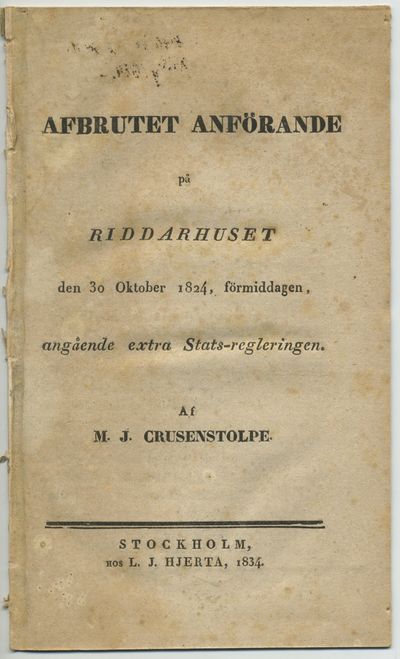 AFBRUTET ANFÖRANDE
på
RIDDARHUSET
den 30 Oktober 1824, förmiddagen,
angående extra Stats-regleringen.
Af
M. J. CRUSENSTOLPE.
STOCKHOLM,
HOS L. J. HJERTA, 1834.